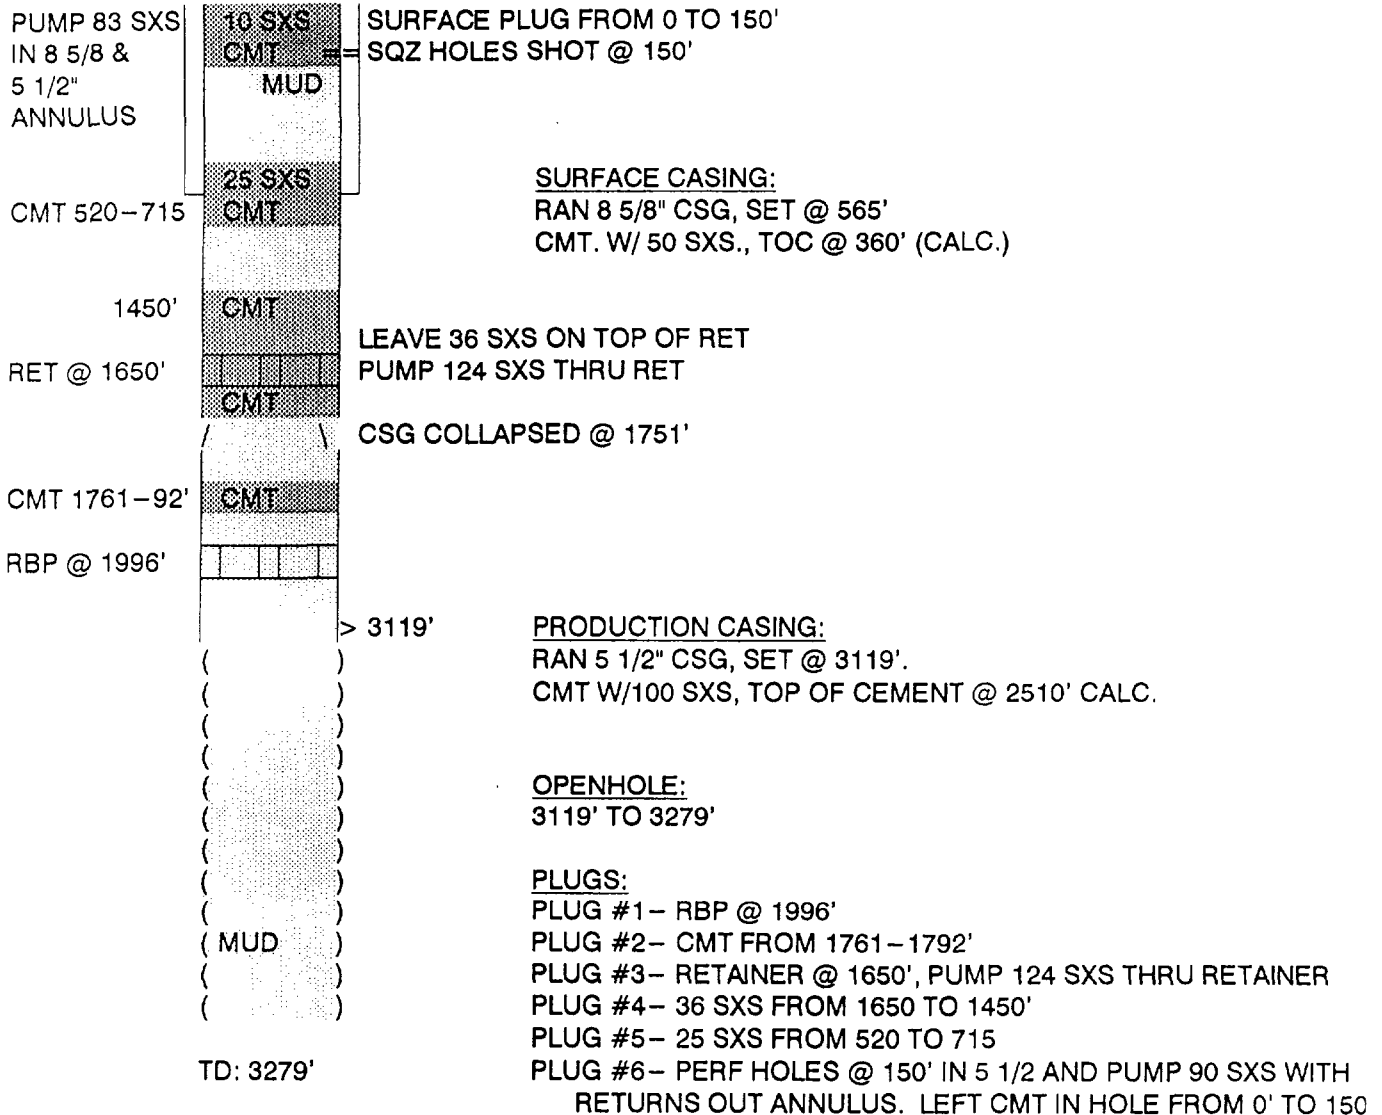 PUMP 83 SXS
IN 8 5/8 &
5 1/2"
ANNULUS
10 SXS
CMT
SURFACE PLUG FROM 0 TO 150'
== SQZ HOLES SHOT @ 150'
MUD
25 SXS
CMT
CMT 520-715
SURFACE CASING:
RAN 8 5/8" CSG, SET @ 565'
CMT. W/ 50 SXS., TOC @ 360' (CALC.)
1450'
CMT
LEAVE 36 SXS ON TOP OF RET
RET @ 1650'
PUMP 124 SXS THRU RET
CMT
/ \ CSG COLLAPSED @ 1751'
CMT 1761-92'
CMT
RBP @ 1996'
> 3119'
PRODUCTION CASING:
RAN 5 1/2" CSG, SET @ 3119'.
CMT W/100 SXS, TOP OF CEMENT @ 2510' CALC.
( )
( )
( )
( )
( )
( )
( )
( )
( )
( MUD )
( )
( )
OPENHOLE:
3119' TO 3279'
PLUGS:
PLUG #1- RBP @ 1996'
PLUG #2- CMT FROM 1761-1792'
PLUG #3- RETAINER @ 1650', PUMP 124 SXS THRU RETAINER
PLUG #4- 36 SXS FROM 1650 TO 1450'
PLUG #5- 25 SXS FROM 520 TO 715
PLUG #6- PERF HOLES @ 150' IN 5 1/2 AND PUMP 90 SXS WITH
RETURNS OUT ANNULUS. LEFT CMT IN HOLE FROM 0' TO 150
TD: 3279'